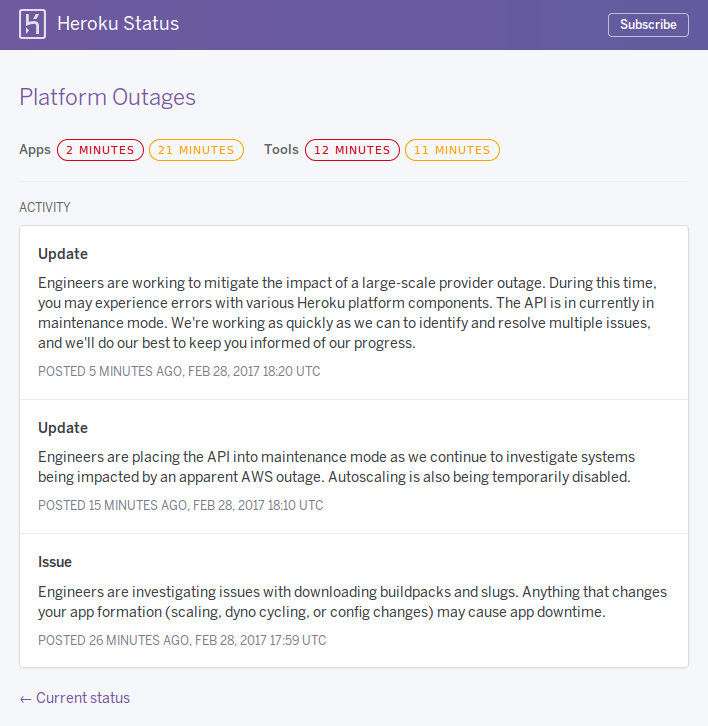 Heroku Status
Subscribe
Platform Outages
Apps 2 MINUTES 21 MINUTES Tools 12 MINUTES 11 MINUTES
ACTIVITY
Update
Engineers are working to mitigate the impact of a large-scale provider outage. During this time,
you may experience errors with various Heroku platform components. The API is in currently in
maintenance mode. We're working as quickly as we can to identify and resolve multiple issues,
and we'll do our best to keep you informed of our progress.
POSTED 5 MINUTES AGO, FEB 28, 2017 18:20 UTC
Update
Engineers are placing the API into maintenance mode as we continue to investigate systems
being impacted by an apparent AWS outage. Autoscaling is also being temporarily disabled.
POSTED 15 MINUTES AGO, FEB 28, 2017 18:10 UTC
Issue
Engineers are investigating issues with downloading buildpacks and slugs. Anything that changes
your app formation (scaling, dyno cycling, or config changes) may cause app downtime.
POSTED 26 MINUTES AGO, FEB 28, 2017 17:59 UTC
← Current status